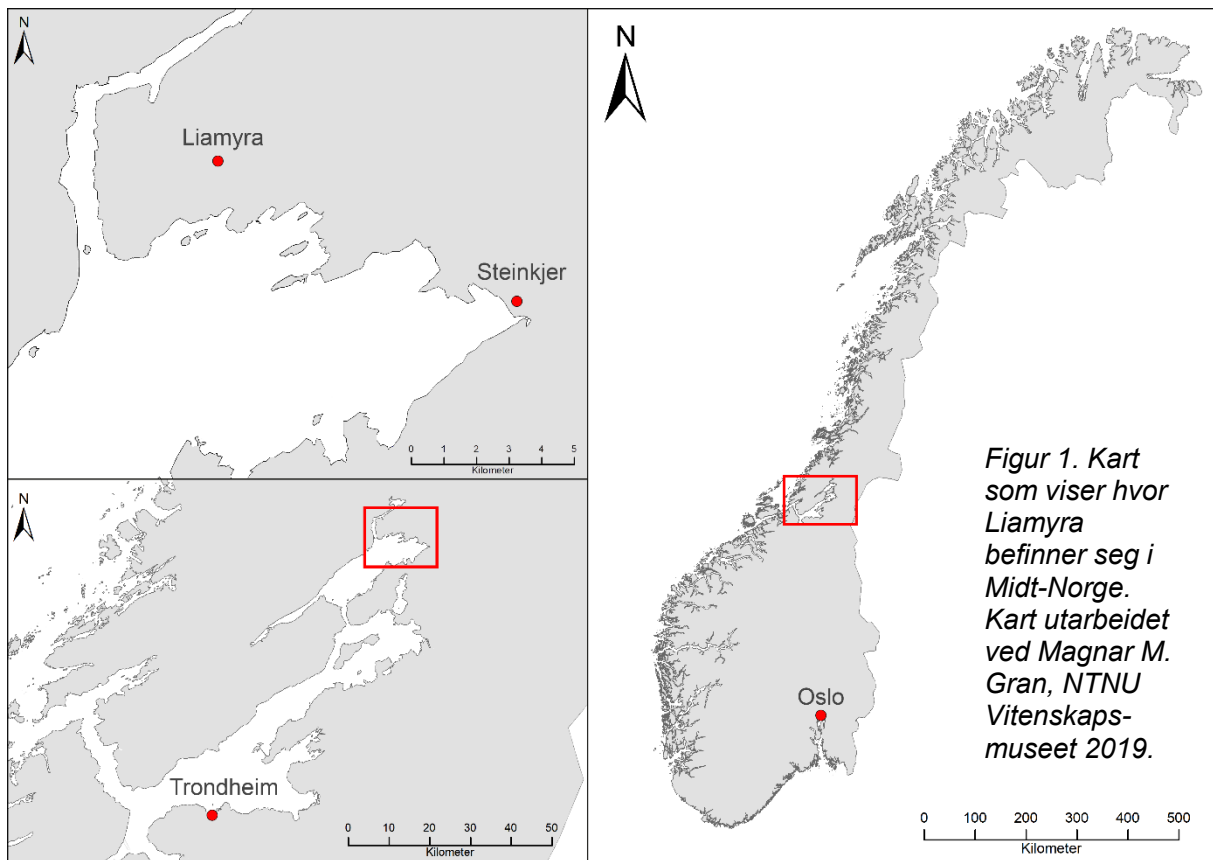 N
Liamyra
Steinkjer
0 1 2 3 4 5
Kilometer
N
Trondheim
0 10 20 30 40 50
Kilometer
N
Figur 1. Kart
som viser hvor
Liamyra
befinner seg i
Midt-Norge.
Kart utarbeidet
ved Magnar M.
Gran, NTNU
Vitenskaps-
museet 2019.
Oslo
0 100 200 300 400 500
Kilometer